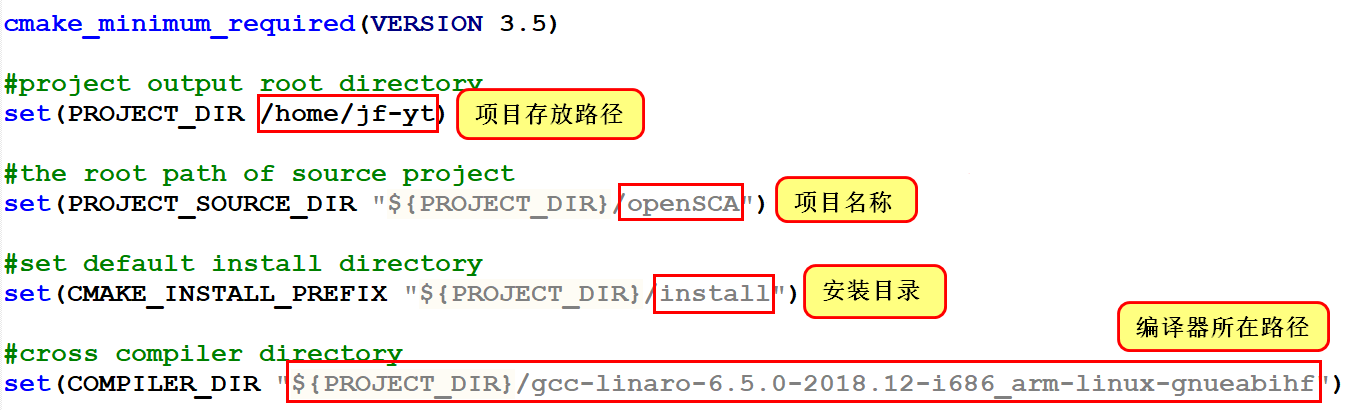 cmake_minimum_required(VERSION 3.5)
#project output root directory
set(PROJECT_DIR /home/jf-yt)
项目存放路径
#the root path of source project
set(PROJECT_SOURCE_DIR "${PROJECT_DIR}/openSCA")
项目名称
#set default install directory
set(CMAKE_INSTALL_PREFIX "${PROJECT_DIR}/install")
安装目录
编译器所在路径
#cross compiler directory
set(COMPILER_DIR "${PROJECT_DIR}/gcc-linaro-6.5.0-2018.12-i686_arm-linux-gnueabihf")